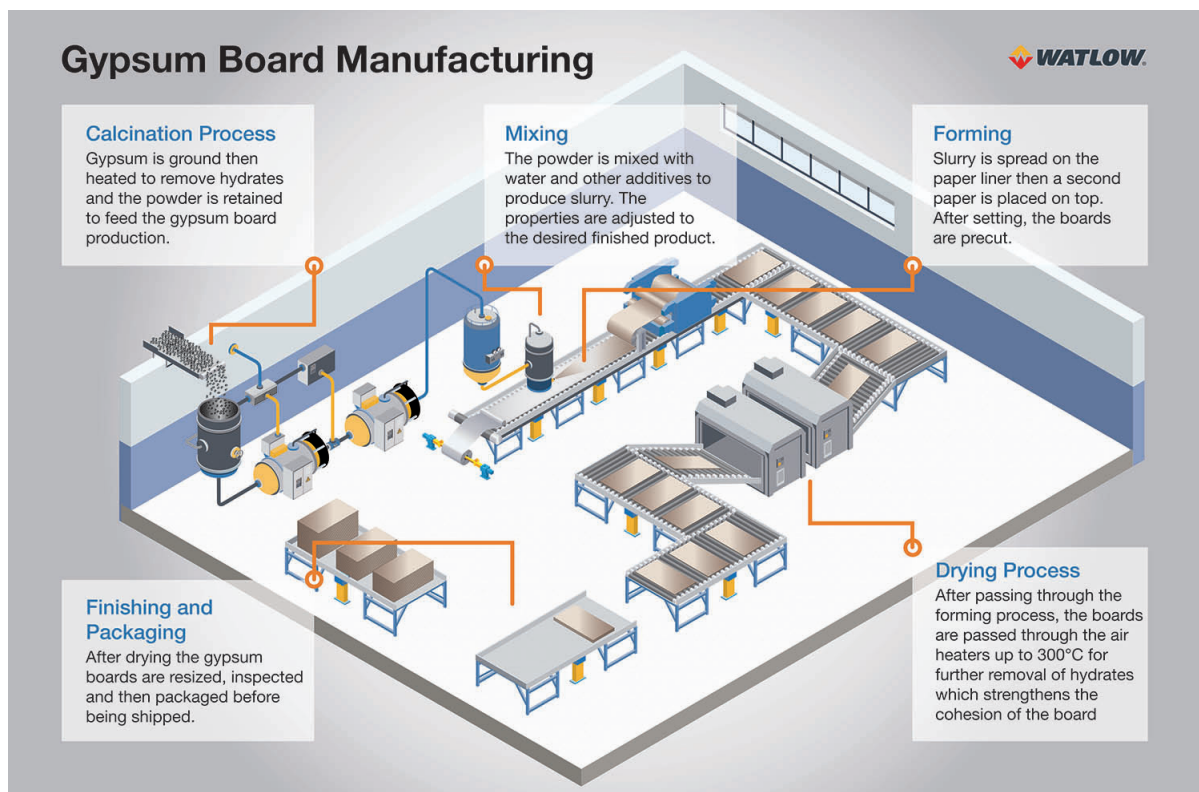 Gypsum Board Manufacturing
WATLOW
Calcination Process
Gypsum is ground then
heated to remove hydrates
and the powder is retained
to feed the gypsum board
production.
Mixing
The powder is mixed with
water and other additives to
produce slurry. The
properties are adjusted to
the desired finished product.
Forming
Slurry is spread on the
paper liner then a second
paper is placed on top.
After setting, the boards
are precut.
Drying Process
After passing through the
forming process, the boards
are passed through the air
heaters up to 300°C for
further removal of hydrates
which strengthens the
cohesion of the board
Finishing and
Packaging
After drying the gypsum
boards are resized, inspected
and then packaged before
being shipped.